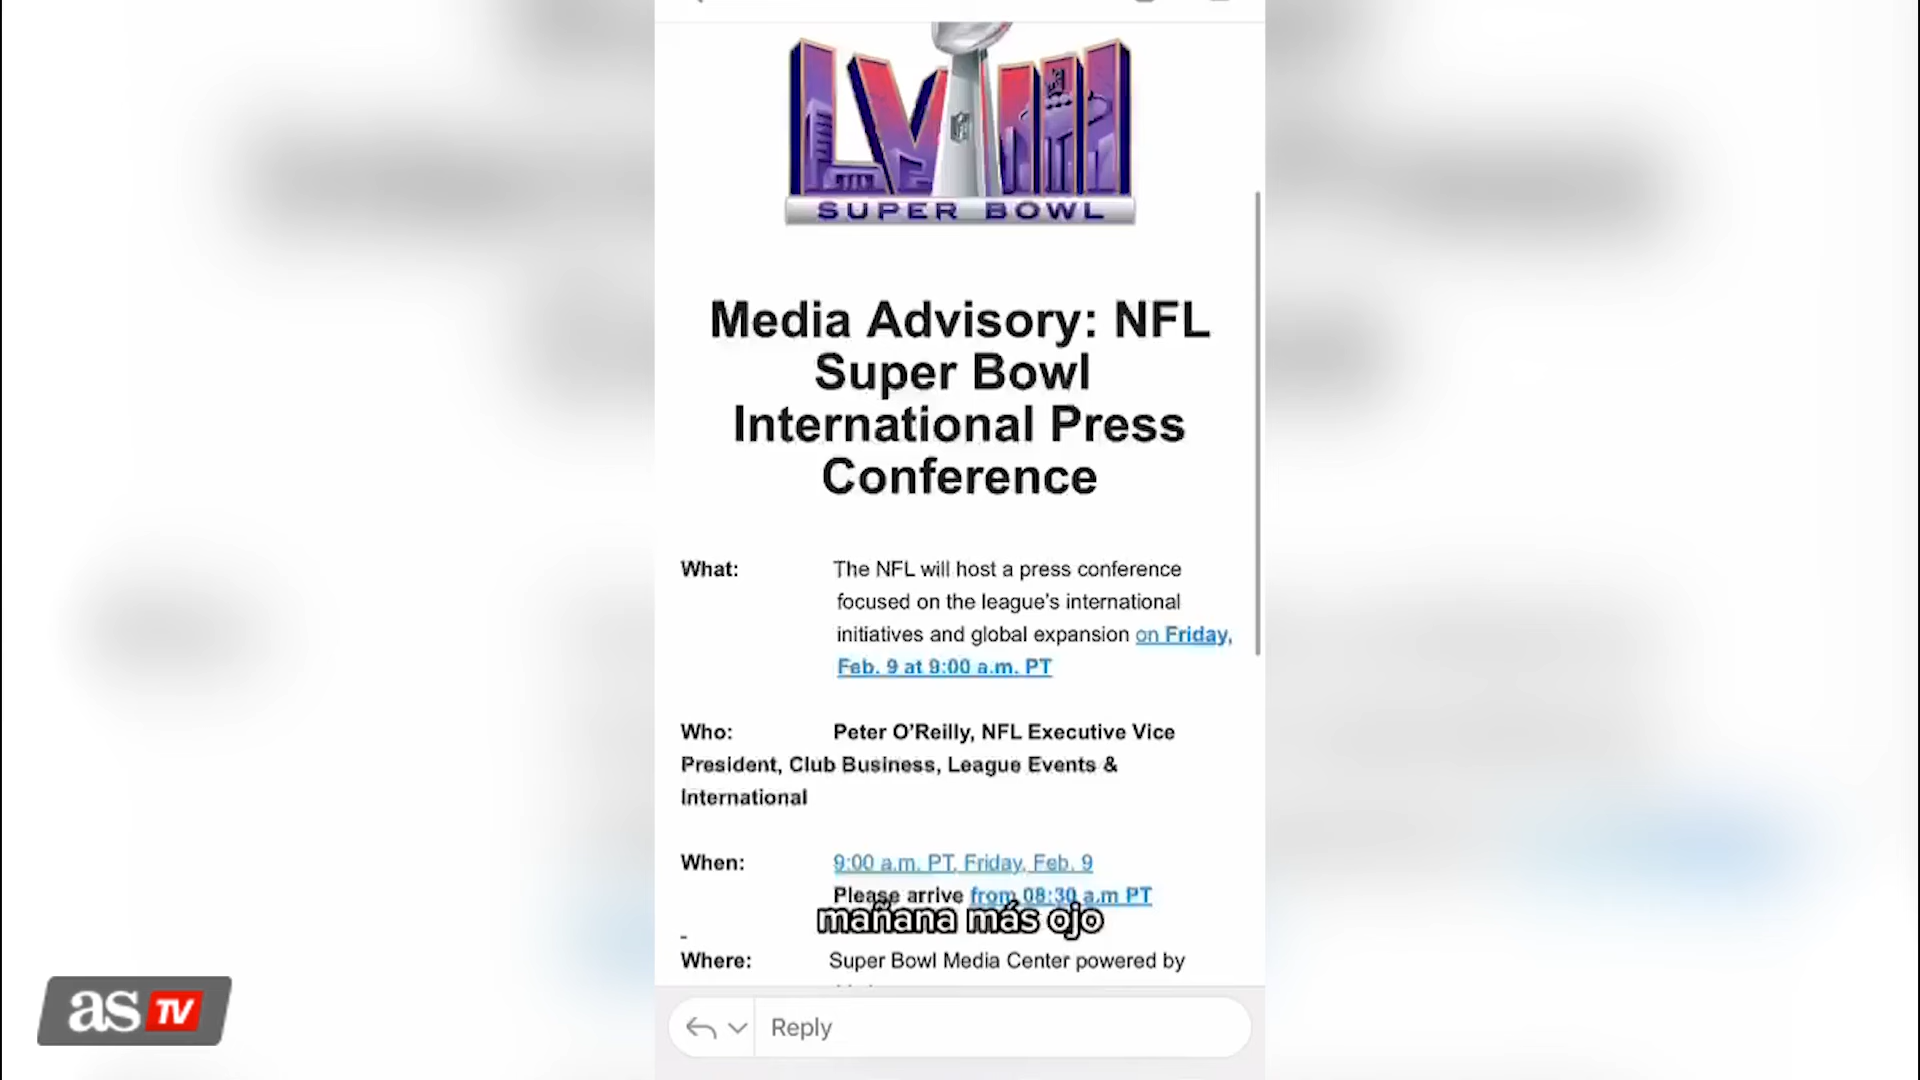 LVIII
SUPER BOWL
Media Advisory: NFL
Super Bowl
International Press
Conference
What: The NFL will host a press conference
focused on the league's international
initiatives and global expansion on Friday,
Feb. 9 at 9:00 a.m. PT
Who: Peter O'Reilly, NFL Executive Vice
President, Club Business, League Events &
International
When: 9:00 a.m. PT, Friday, Feb. 9
Please arrive from 08:30 a.m PT
mañana más ojo
-
Where: Super Bowl Media Center powered by
Reply
as TV